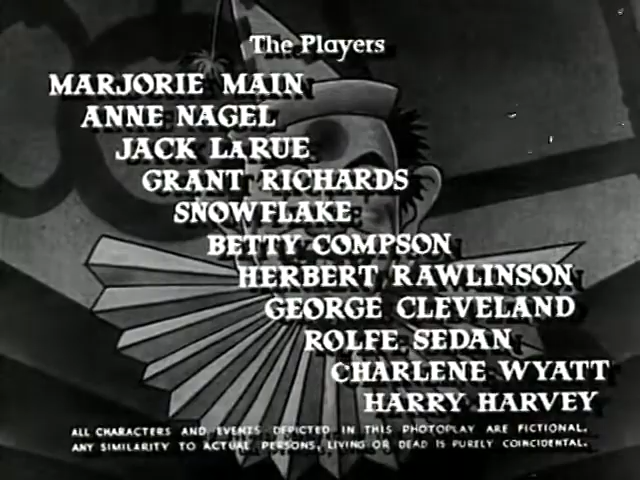 The Players
MARJORIE MAIN
ANNE NAGEL
JACK LARUE
GRANT RICHARDS
SNOWFLAKE
BETTY COMPSON
HERBERT RAWLINSON
GEORGE CLEVELAND
ROLFE SEDAN
CHARLENE WYATT
HARRY HARVEY
ALL CHARACTERS AND EVENTS DEPICTED IN THIS PHOTOPLAY ARE FICTIONAL.
ANY SIMILARITY TO ACTUAL PERSONS, LIVING OR DEAD IS PURELY COINCIDENTAL.